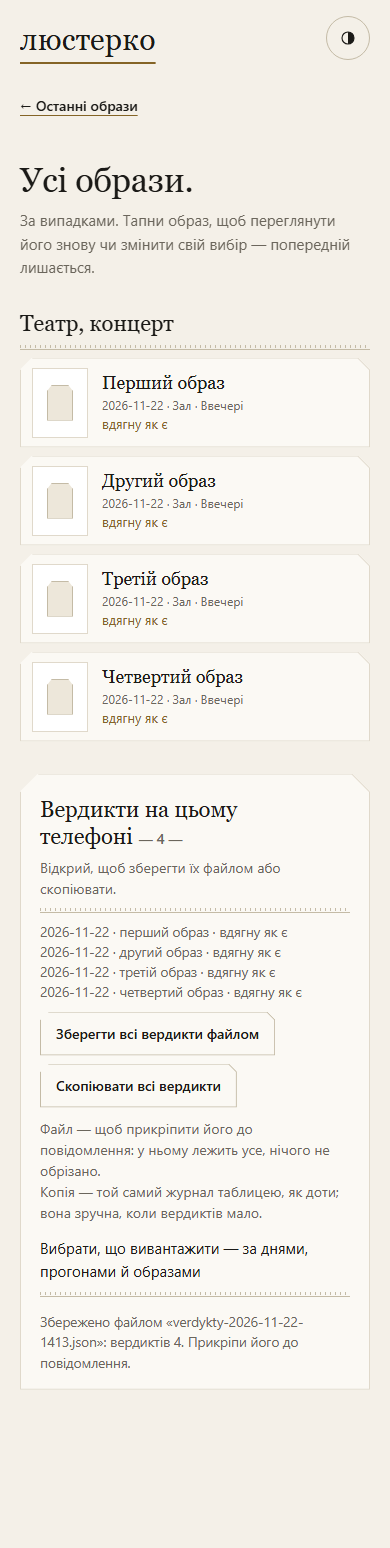 люстерко
← Останні образи
Усі образи.
За випадками. Тапни образ, щоб переглянути
його знову чи змінити свій вибір — попередній
лишається.
Театр, концерт
Перший образ
2026-11-22 · Зал · Ввечері
вдягну як є
Другий образ
2026-11-22 · Зал · Ввечері
вдягну як є
Третій образ
2026-11-22 · Зал · Ввечері
вдягну як є
Четвертий образ
2026-11-22 · Зал · Ввечері
вдягну як є
Вердикти на цьому
телефоні — 4 —
Відкрий, щоб зберегти їх файлом або
скопіювати.
2026-11-22 · перший образ · вдягну як є
2026-11-22 · другий образ · вдягну як є
2026-11-22 · третій образ · вдягну як є
2026-11-22 · четвертий образ · вдягну як є
Зберегти всі вердикти файлом
Скопіювати всі вердикти
Файл — щоб прикріпити його до
повідомлення: у ньому лежить усе, нічого не
обрізано.
Копія — той самий журнал таблицею, як доти;
вона зручна, коли вердиктів мало.
Вибрати, що вивантажити — за днями,
прогонами й образами
Збережено файлом «verdykty-2026-11-22-
1413.json»: вердиктів 4. Прикріпи його до
повідомлення.